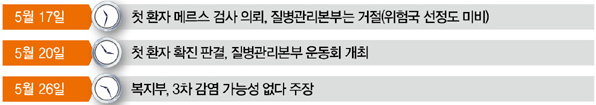 5월 17일 첫 환자 메르스 검사 의뢰, 질병관리본부는 거절(위험국 선정도 미비)
5월 20일 첫 환자 확진 판결, 질병관리본부 운동회 개최
5월 26일 복지부, 3차 감염 가능성 없다 주장